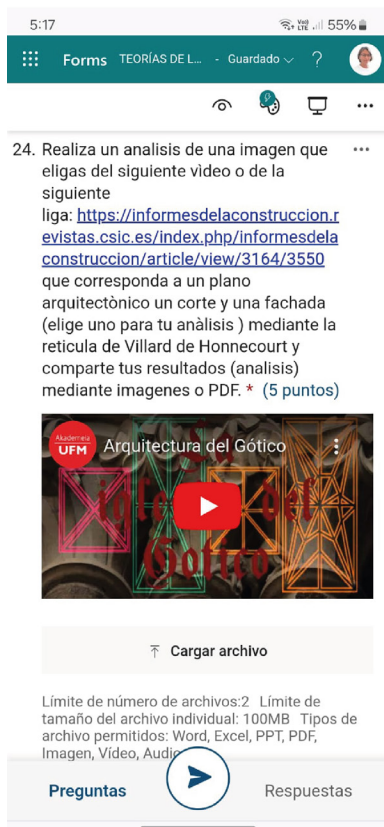 5:17
55%
Forms TEORÍAS DE L... - Guardado ?
24. Realiza un analisis de una imagen que
eligas del siguiente vìdeo o de la
siguiente
liga: https://informesdelaconstruccion.r
evistas.csic.es/index.php/informesdela
construccion/article/view/3164/3550
que corresponda a un plano
arquitectònico un corte y una fachada
(elige uno para tu anàlisis ) mediante la
reticula de Villard de Honnecourt y
comparte tus resultados (analisis)
mediante imagenes o PDF. * (5 puntos)
Akademeia
UFM
Arquitectura del Gótico
del
Gotico
Cargar archivo
Límite de número de archivos:2 Límite de
tamaño del archivo individual: 100MB Tipos de
archivo permitidos: Word, Excel, PPT, PDF,
Imagen, Vídeo, Audio
Preguntas
Respuestas